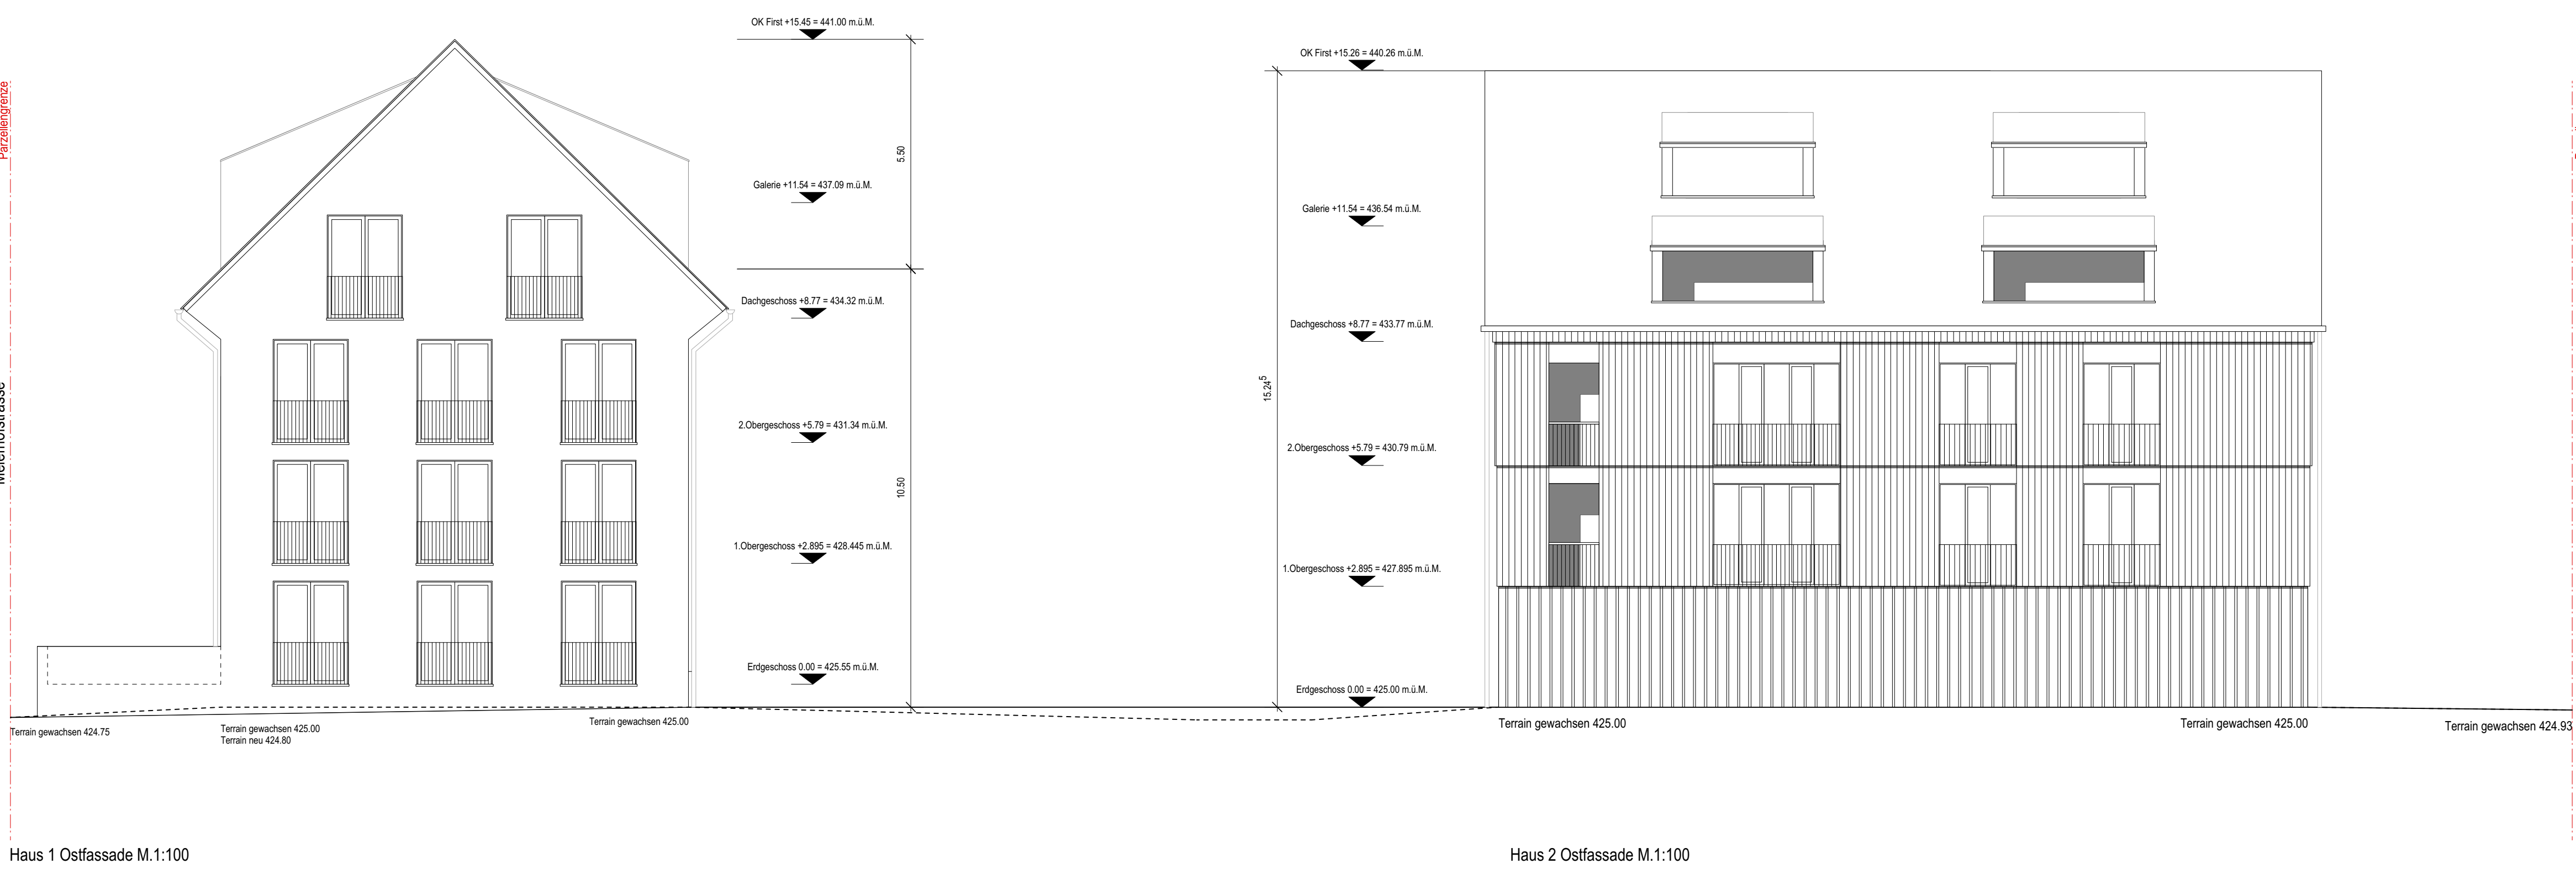 Parzellengrenze
OK First +15.45 = 441.00 m.ü.M.
5.50
Galerie +11.54 = 437.09 m.ü.M.
Dachgeschoss +8.77 = 434.32 m.ü.M.
2.Obergeschoss +5.79 = 431.34 m.ü.M.
10.50
1.Obergeschoss +2.895 = 428.445 m.ü.M.
Erdgeschoss 0.00 = 425.55 m.ü.M.
Terrain gewachsen 424.75
Terrain gewachsen 425.00
Terrain neu 424.80
Terrain gewachsen 425.00
Haus 1 Ostfassade M.1:100
OK First +15.26 = 440.26 m.ü.M.
Galerie +11.54 = 436.54 m.ü.M.
Dachgeschoss +8.77 = 433.77 m.ü.M.
15.24⁵
2.Obergeschoss +5.79 = 430.79 m.ü.M.
1.Obergeschoss +2.895 = 427.895 m.ü.M.
Erdgeschoss 0.00 = 425.00 m.ü.M.
Terrain gewachsen 425.00
Terrain gewachsen 425.00
Terrain gewachsen 424.93
Haus 2 Ostfassade M.1:100